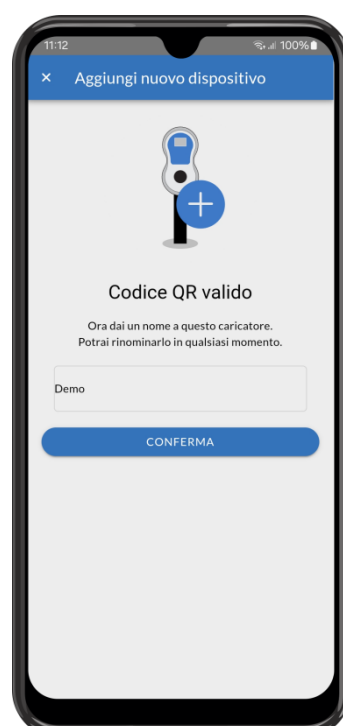 11:12
100%
Aggiungi nuovo dispositivo
Codice QR valido
Ora dai un nome a questo caricatore.
Potrai rinominarlo in qualsiasi momento.
Demo
CONFERMA